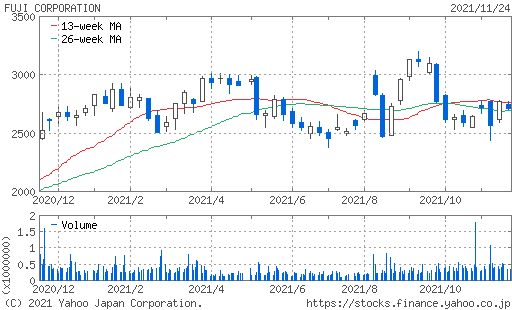 FUJI CORPORATION 2021/11/24
3500
13-week MA
26-week MA
3000
2500
2000
2020/12 2021/2 2021/4 2021/6 2021/8 2021/10
2
Volume
1.5
1
0.5
0
(x1000000)
2020/12 2021/2 2021/4 2021/6 2021/8 2021/10
(C) 2021 Yahoo Japan Corporation. https://stocks.finance.yahoo.co.jp/